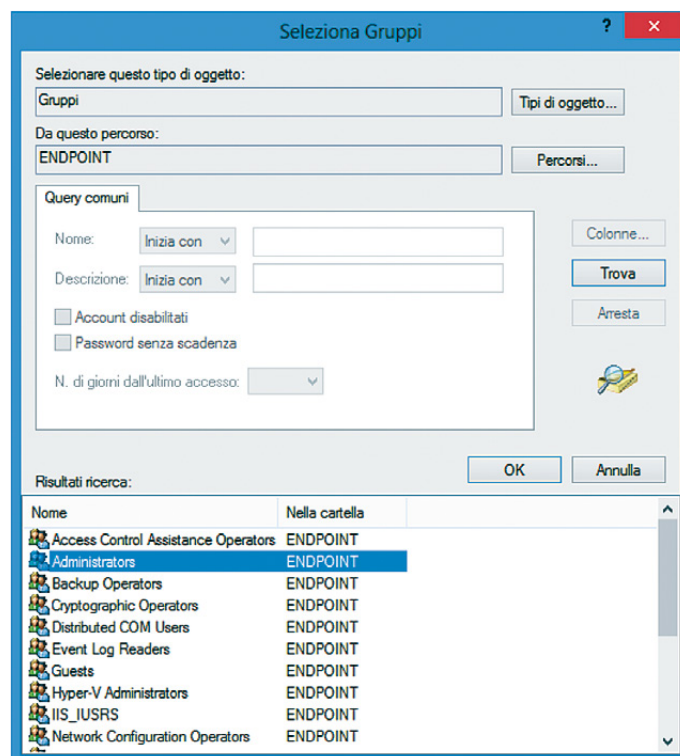 Seleziona Gruppi
?
Selezionare questo tipo di oggetto:
Gruppi
Tipi di oggetto...
Da questo percorso:
ENDPOINT
Percorsi...
Query comuni
Nome:
Inizia con
Colonne...
Descrizione:
Inizia con
Trova
Account disabilitati
Arresta
Password senza scadenza
N. di giorni dall'ultimo accesso:
OK
Annulla
Risultati ricerca:
Nome Nella cartella
Access Control Assistance Operators ENDPOINT
Administrators ENDPOINT
Backup Operators ENDPOINT
Cryptographic Operators ENDPOINT
Distributed COM Users ENDPOINT
Event Log Readers ENDPOINT
Guests ENDPOINT
Hyper-V Administrators ENDPOINT
IIS_IUSRS ENDPOINT
Network Configuration Operators ENDPOINT